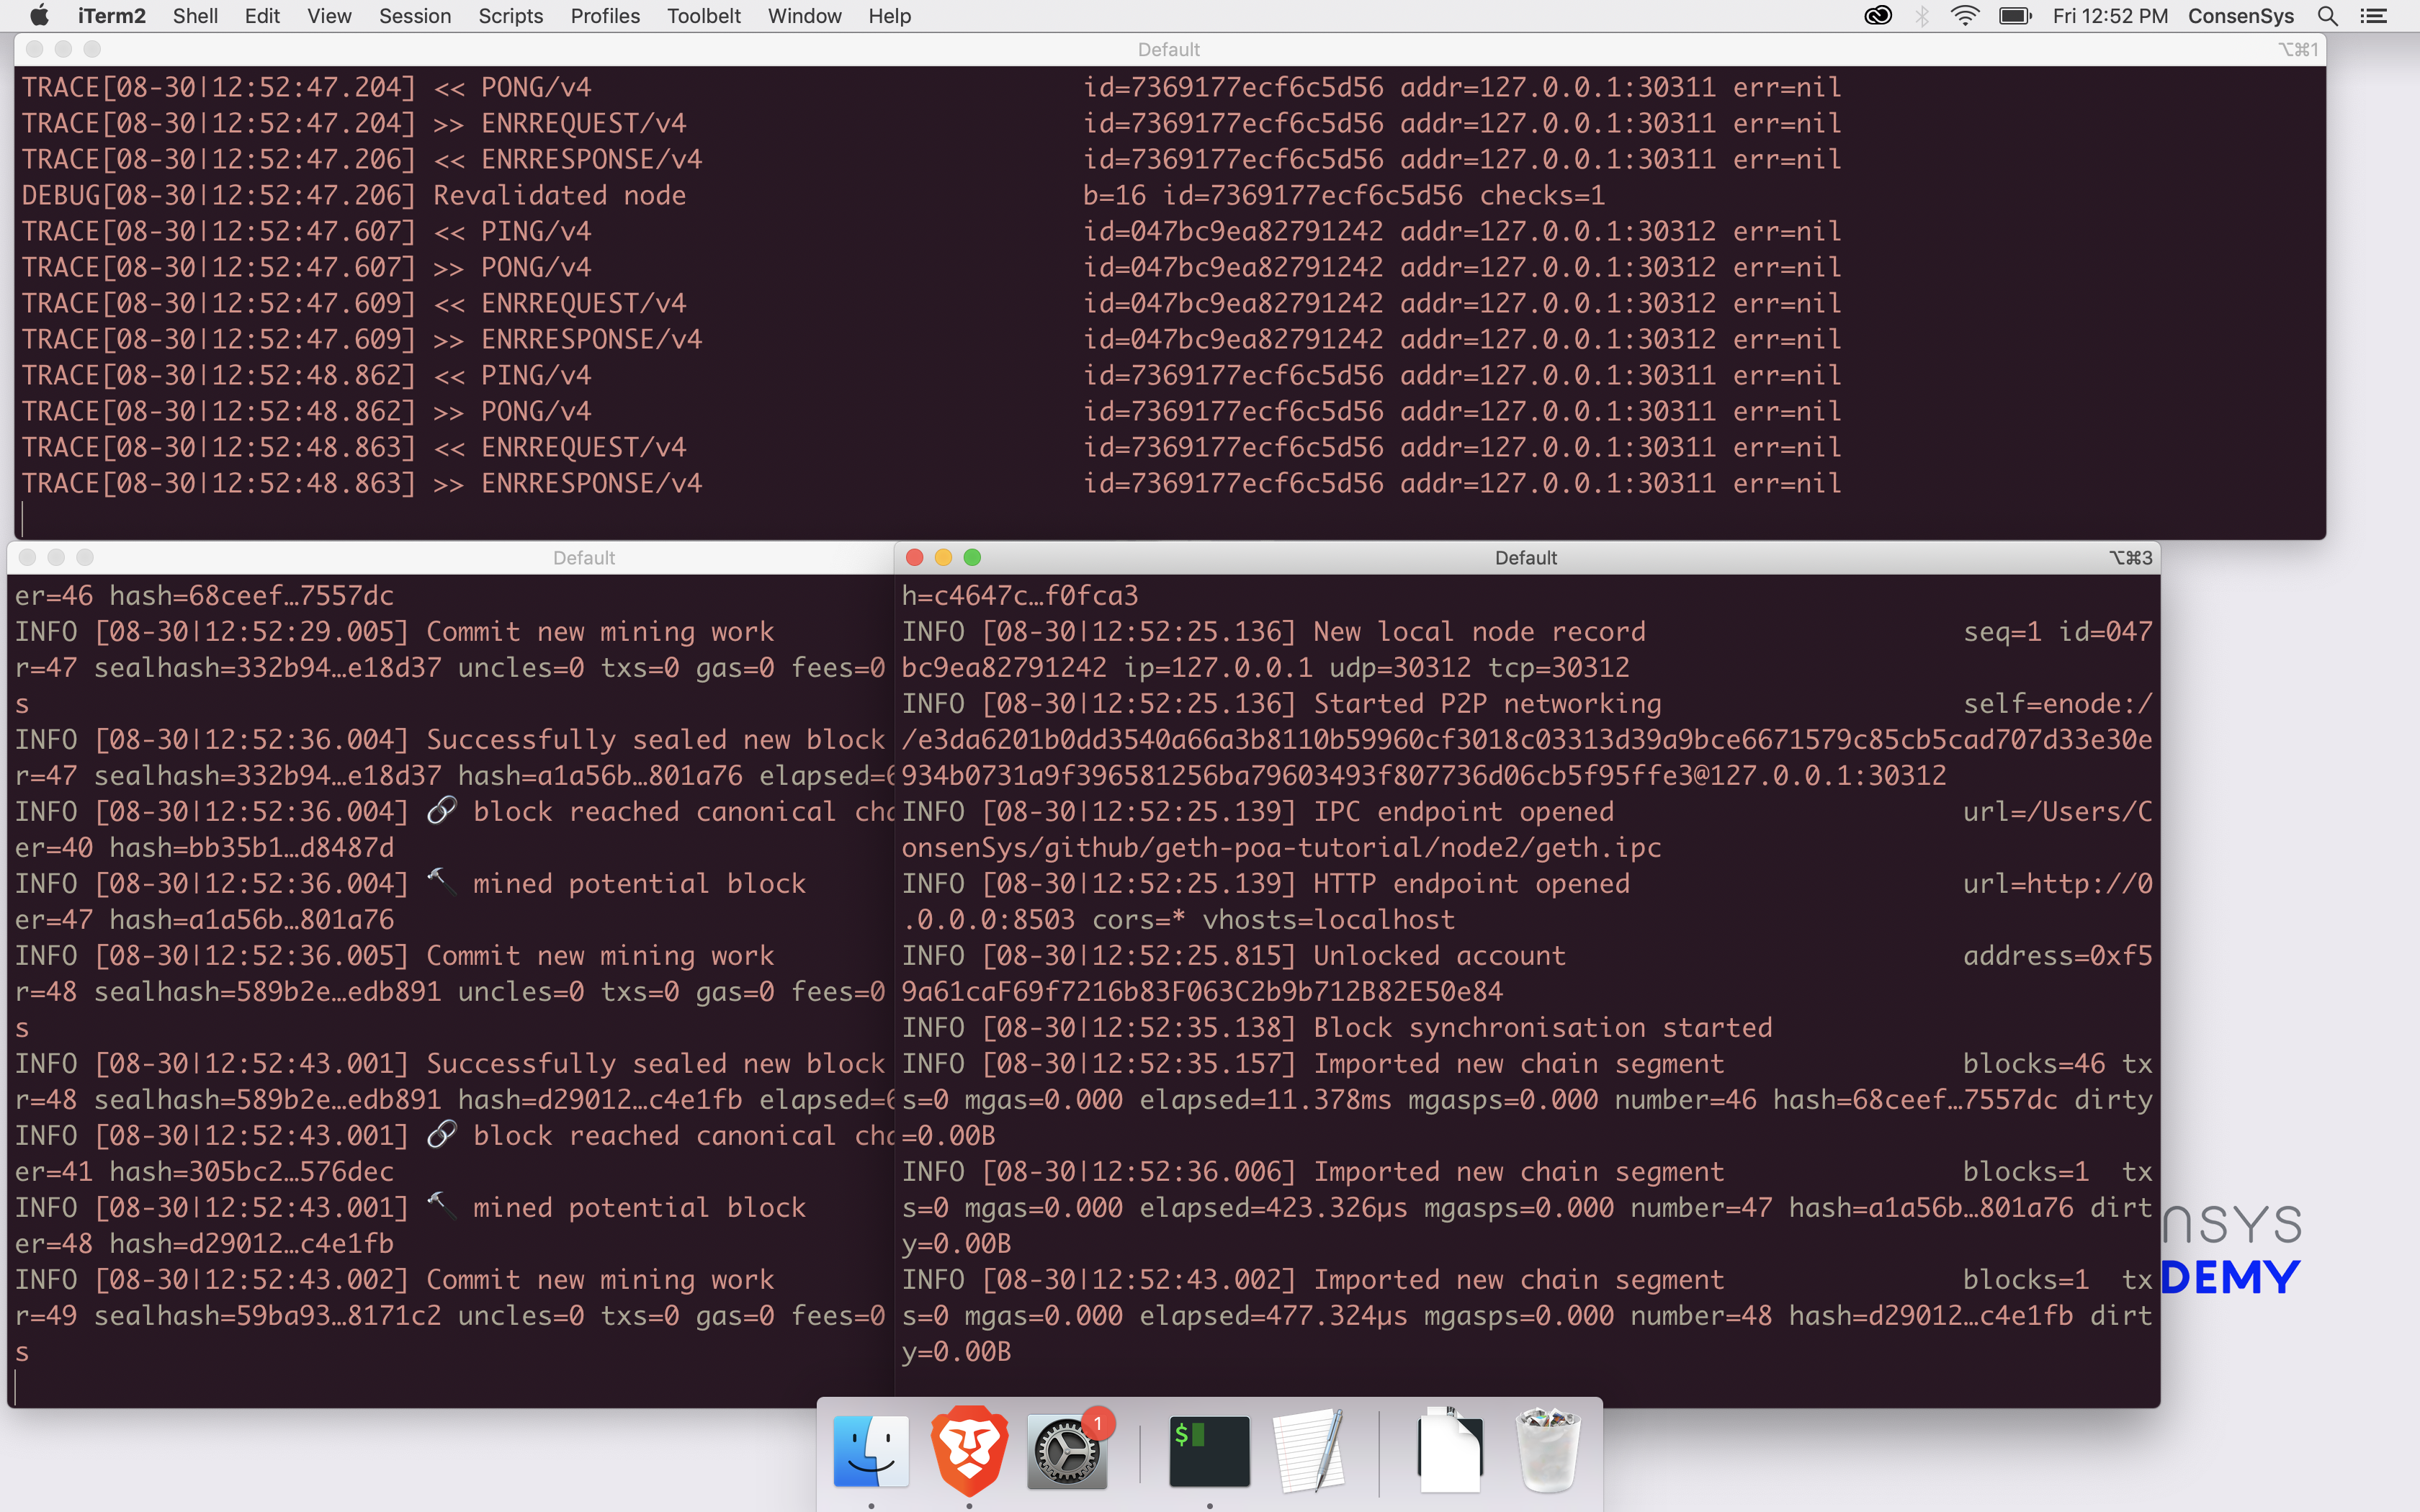 iTerm2 Shell Edit View Session Scripts Profiles Toolbelt Window Help Fri 12:52 PM ConsenSys
Default ⌥⌘1
TRACE[08-30|12:52:47.204] << PONG/v4 id=7369177ecf6c5d56 addr=127.0.0.1:30311 err=nil
TRACE[08-30|12:52:47.204] >> ENRREQUEST/v4 id=7369177ecf6c5d56 addr=127.0.0.1:30311 err=nil
TRACE[08-30|12:52:47.206] << ENRRESPONSE/v4 id=7369177ecf6c5d56 addr=127.0.0.1:30311 err=nil
DEBUG[08-30|12:52:47.206] Revalidated node b=16 id=7369177ecf6c5d56 checks=1
TRACE[08-30|12:52:47.607] << PING/v4 id=047bc9ea82791242 addr=127.0.0.1:30312 err=nil
TRACE[08-30|12:52:47.607] >> PONG/v4 id=047bc9ea82791242 addr=127.0.0.1:30312 err=nil
TRACE[08-30|12:52:47.609] << ENRREQUEST/v4 id=047bc9ea82791242 addr=127.0.0.1:30312 err=nil
TRACE[08-30|12:52:47.609] >> ENRRESPONSE/v4 id=047bc9ea82791242 addr=127.0.0.1:30312 err=nil
TRACE[08-30|12:52:48.862] << PING/v4 id=7369177ecf6c5d56 addr=127.0.0.1:30311 err=nil
TRACE[08-30|12:52:48.862] >> PONG/v4 id=7369177ecf6c5d56 addr=127.0.0.1:30311 err=nil
TRACE[08-30|12:52:48.863] << ENRREQUEST/v4 id=7369177ecf6c5d56 addr=127.0.0.1:30311 err=nil
TRACE[08-30|12:52:48.863] >> ENRRESPONSE/v4 id=7369177ecf6c5d56 addr=127.0.0.1:30311 err=nil
Default
er=46 hash=68ceef…7557dc
INFO [08-30|12:52:29.005] Commit new mining work
r=47 sealhash=332b94…e18d37 uncles=0 txs=0 gas=0 fees=0
s
INFO [08-30|12:52:36.004] Successfully sealed new block
r=47 sealhash=332b94…e18d37 hash=a1a56b…801a76 elapsed=6
INFO [08-30|12:52:36.004] 🔗 block reached canonical cha
er=40 hash=bb35b1…d8487d
INFO [08-30|12:52:36.004] 🔨 mined potential block
er=47 hash=a1a56b…801a76
INFO [08-30|12:52:36.005] Commit new mining work
r=48 sealhash=589b2e…edb891 uncles=0 txs=0 gas=0 fees=0
s
INFO [08-30|12:52:43.001] Successfully sealed new block
r=48 sealhash=589b2e…edb891 hash=d29012…c4e1fb elapsed=6
INFO [08-30|12:52:43.001] 🔗 block reached canonical cha
er=41 hash=305bc2…576dec
INFO [08-30|12:52:43.001] 🔨 mined potential block
er=48 hash=d29012…c4e1fb
INFO [08-30|12:52:43.002] Commit new mining work
r=49 sealhash=59ba93…8171c2 uncles=0 txs=0 gas=0 fees=0
s
Default ⌥⌘3
h=c4647c…f0fca3
INFO [08-30|12:52:25.136] New local node record seq=1 id=047
bc9ea82791242 ip=127.0.0.1 udp=30312 tcp=30312
INFO [08-30|12:52:25.136] Started P2P networking self=enode:/
/e3da6201b0dd3540a66a3b8110b59960cf3018c03313d39a9bce6671579c85cb5cad707d33e30e
934b0731a9f396581256ba79603493f807736d06cb5f95ffe3@127.0.0.1:30312
INFO [08-30|12:52:25.139] IPC endpoint opened url=/Users/C
onsenSys/github/geth-poa-tutorial/node2/geth.ipc
INFO [08-30|12:52:25.139] HTTP endpoint opened url=http://0
.0.0.0:8503 cors=* vhosts=localhost
INFO [08-30|12:52:25.815] Unlocked account address=0xf5
9a61caF69f7216b83F063C2b9b712B82E50e84
INFO [08-30|12:52:35.138] Block synchronisation started
INFO [08-30|12:52:35.157] Imported new chain segment blocks=46 tx
s=0 mgas=0.000 elapsed=11.378ms mgasps=0.000 number=46 hash=68ceef…7557dc dirty
=0.00B
INFO [08-30|12:52:36.006] Imported new chain segment blocks=1 tx
s=0 mgas=0.000 elapsed=423.326µs mgasps=0.000 number=47 hash=a1a56b…801a76 dirt
y=0.00B
INFO [08-30|12:52:43.002] Imported new chain segment blocks=1 tx
s=0 mgas=0.000 elapsed=477.324µs mgasps=0.000 number=48 hash=d29012…c4e1fb dirt
y=0.00B
nsys
DEMY
1
$